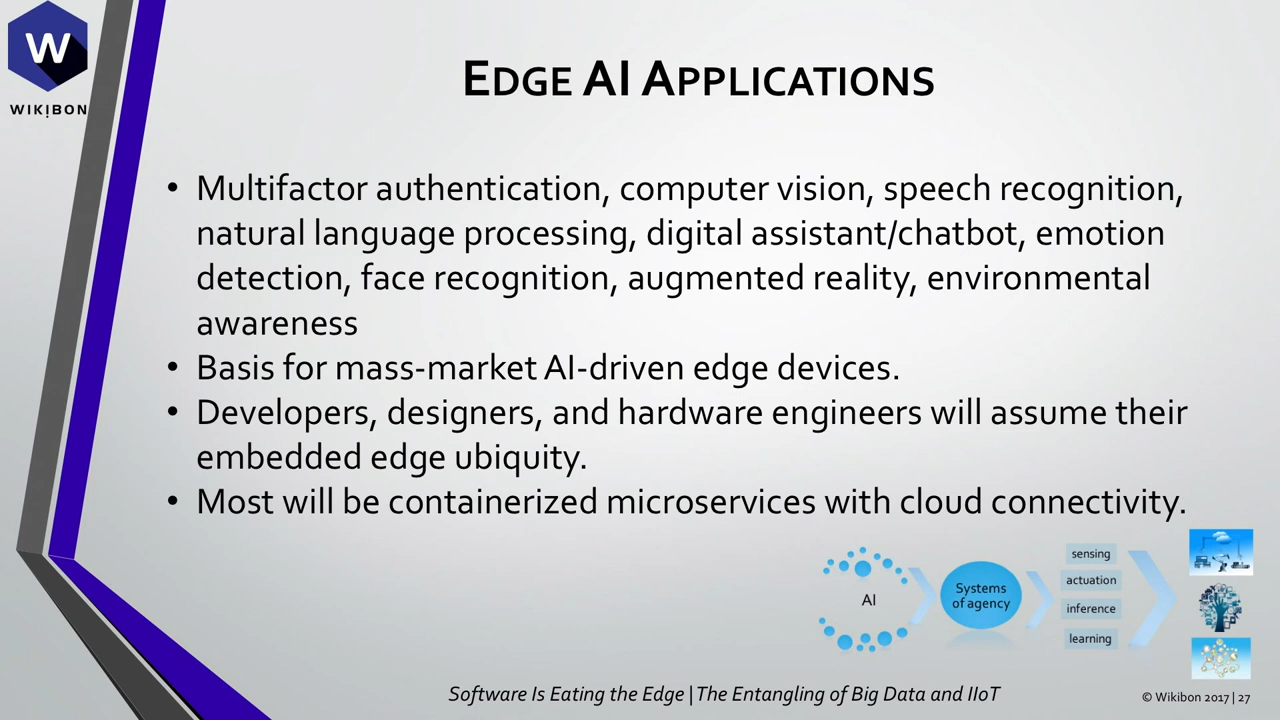 W
WIK!BON
EDGE AI APPLICATIONS
• Multifactor authentication, computer vision, speech recognition,
natural language processing, digital assistant/chatbot, emotion
detection, face recognition, augmented reality, environmental
awareness
• Basis for mass-market AI-driven edge devices.
• Developers, designers, and hardware engineers will assume their
embedded edge ubiquity.
• Most will be containerized microservices with cloud connectivity.
AI
Systems
of agency
sensing
actuation
inference
learning
Software Is Eating the Edge | The Entangling of Big Data and IIoT
© Wikibon 2017 | 27